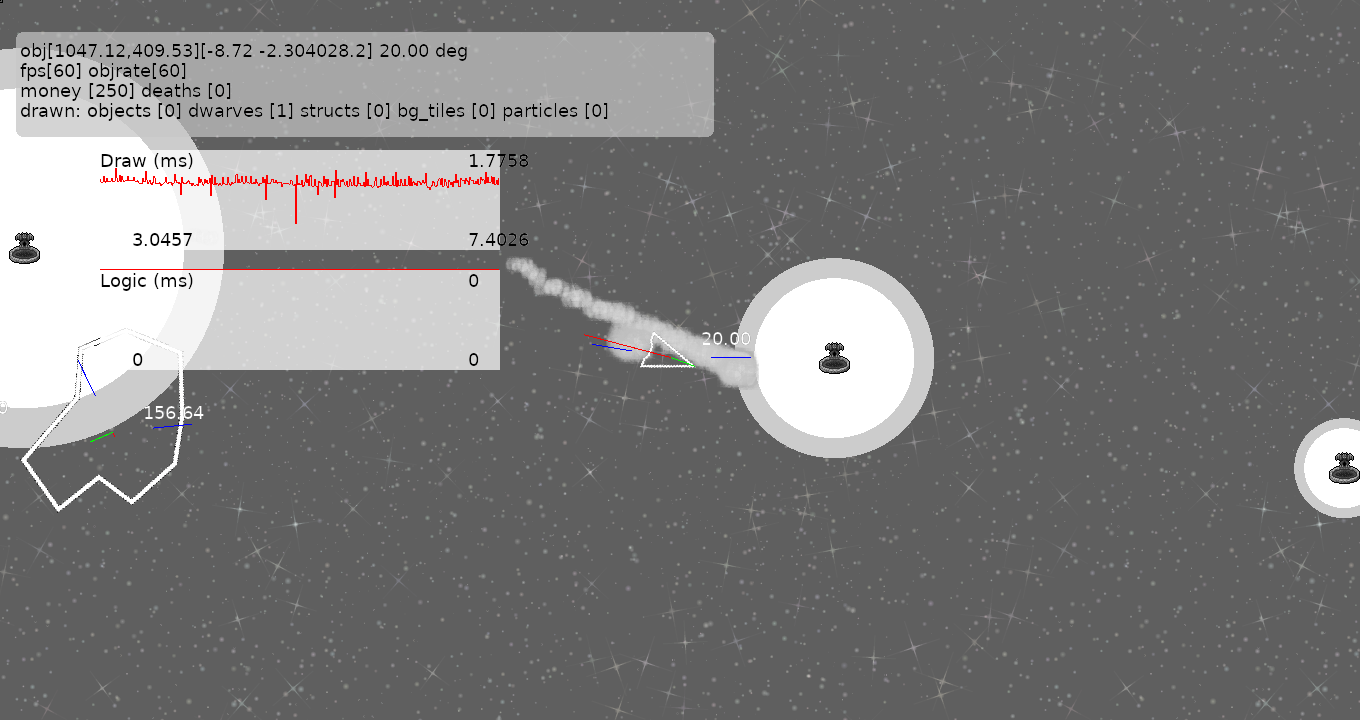 obj[1047.12,409.53][-8.72 -2.304028.2] 20.00 deg
fps[60] objrate[60]
money [250] deaths [0]
drawn: objects [0] dwarves [1] structs [0] bg_tiles [0] particles [0]
Draw (ms) 1.7758
3.0457 7.4026
Logic (ms) 0
0 0
20.00
156.64